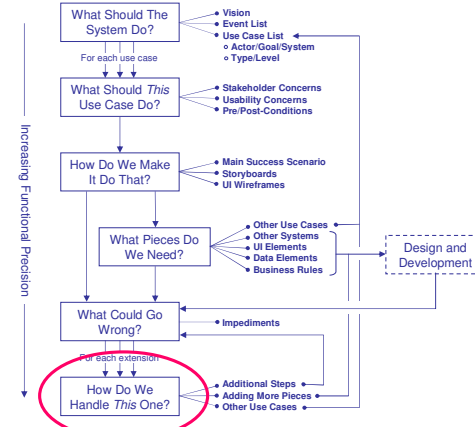 What Should The
System Do?
Vision
Event List
Use Case List
Actor/Goal/System
Type/Level
For each use case
What Should This
Use Case Do?
Stakeholder Concerns
Usability Concerns
Pre/Post-Conditions
Increasing Functional Precision
How Do We Make
It Do That?
Main Success Scenario
Storyboards
UI Wireframes
What Pieces Do
We Need?
Other Use Cases
Other Systems
UI Elements
Data Elements
Business Rules
Design and
Development
What Could Go
Wrong?
Impediments
For each extension
How Do We
Handle This One?
Additional Steps
Adding More Pieces
Other Use Cases